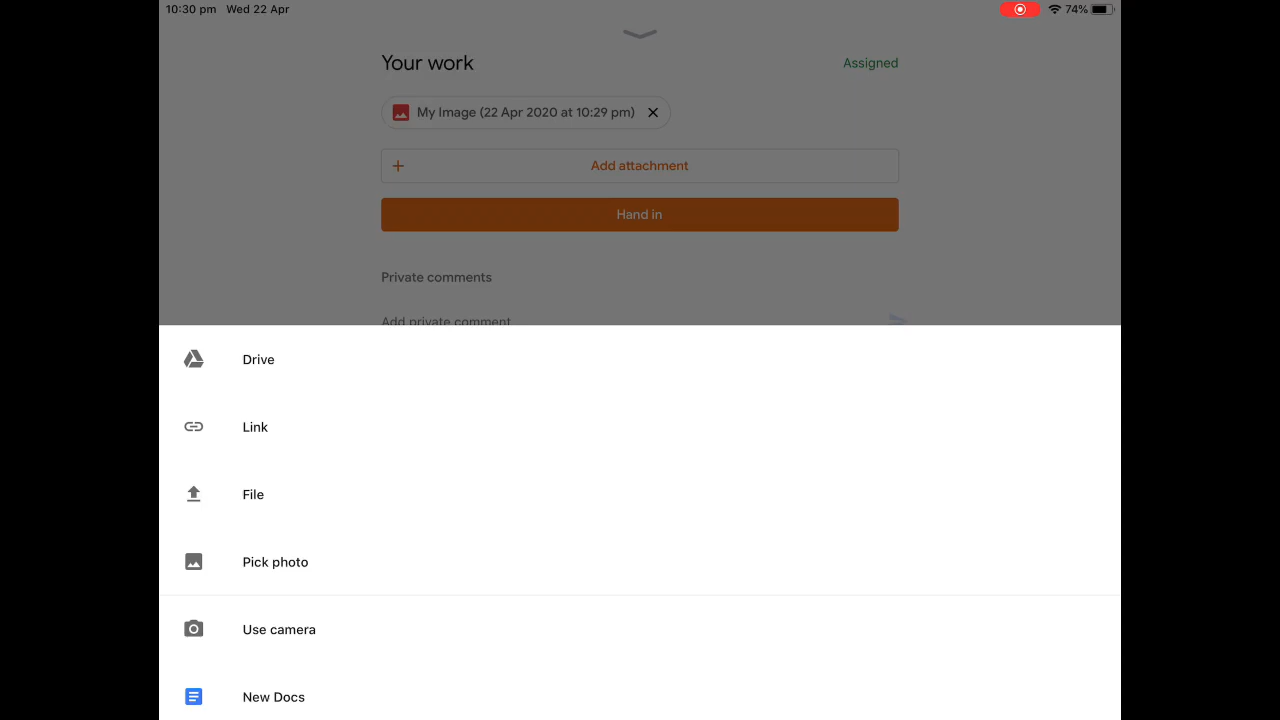 10:30 pm Wed 22 Apr 74%
Your work
Assigned
My Image (22 Apr 2020 at 10:29 pm)
Add attachment
Hand in
Private comments
Add private comment
Drive
Link
File
Pick photo
Use camera
New Docs